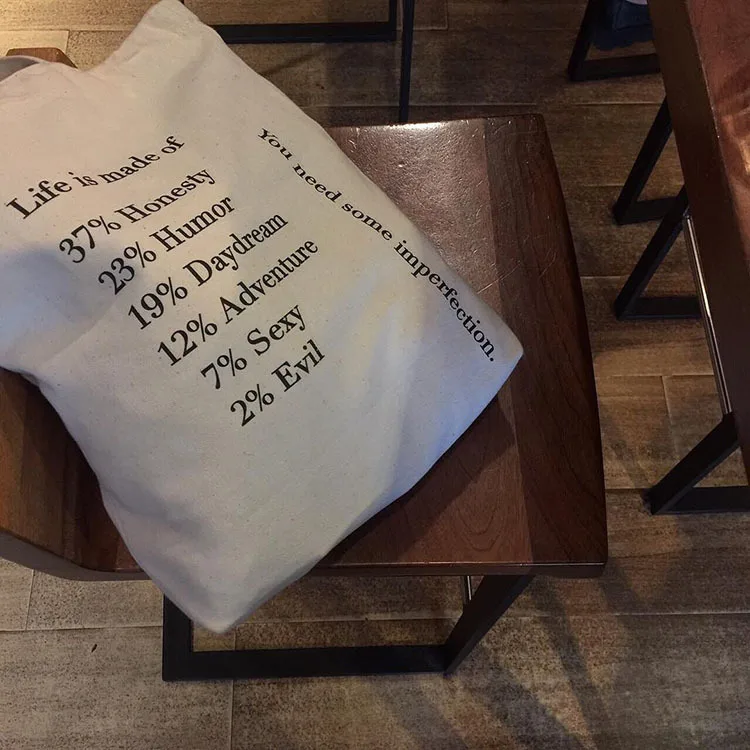 Life is made of
37% Honesty
23% Humor
19% Daydream
12% Adventure
7% Sexy
2% Evil
You need some imperfection.